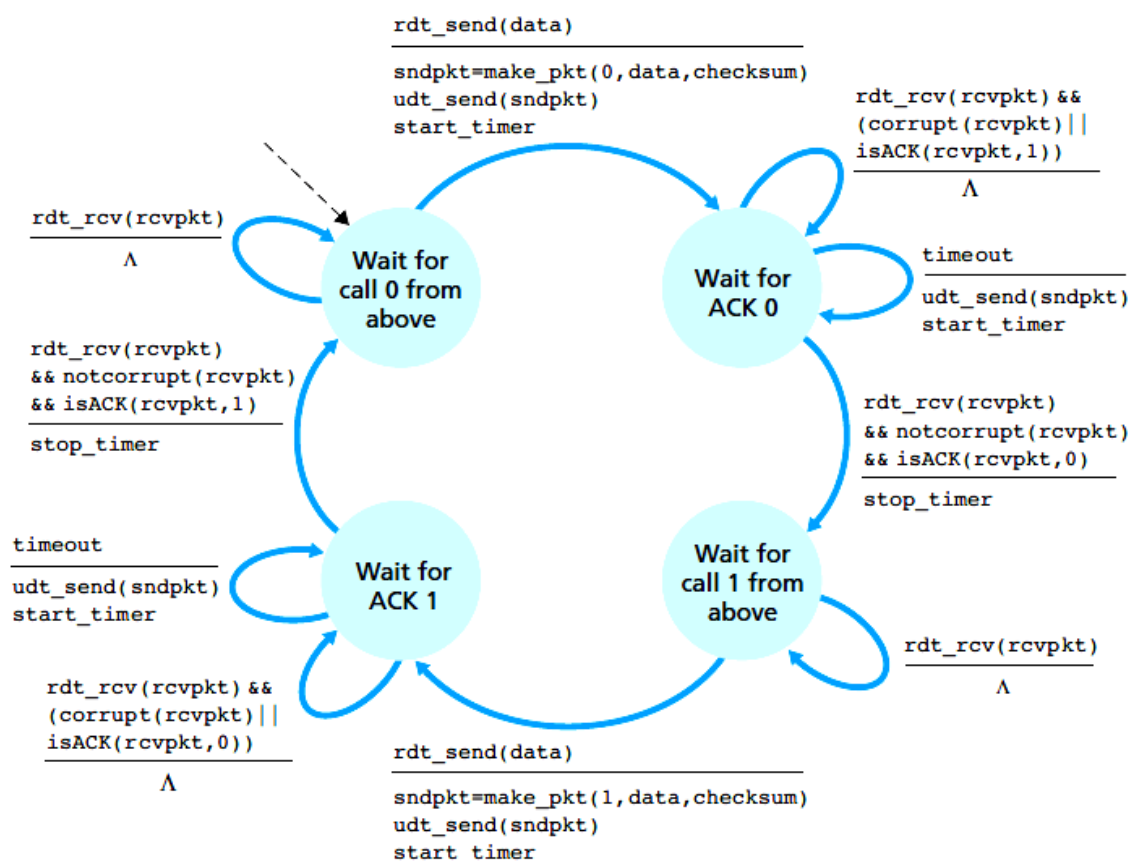 rdt_send(data)
sndpkt=make_pkt(0,data,checksum)
udt_send(sndpkt)
start_timer
rdt_rcv(rcvpkt) &&
(corrupt(rcvpkt)||
isACK(rcvpkt,1))
Λ
rdt_rcv(rcvpkt)
Λ
Wait for
call 0 from
above
Wait for
ACK 0
timeout
udt_send(sndpkt)
start_timer
rdt_rcv(rcvpkt)
&& notcorrupt(rcvpkt)
&& isACK(rcvpkt,1)
stop_timer
rdt_rcv(rcvpkt)
&& notcorrupt(rcvpkt)
&& isACK(rcvpkt,0)
stop_timer
timeout
udt_send(sndpkt)
start_timer
Wait for
ACK 1
Wait for
call 1 from
above
rdt_rcv(rcvpkt)
Λ
rdt_rcv(rcvpkt) &&
(corrupt(rcvpkt)||
isACK(rcvpkt,0))
Λ
rdt_send(data)
sndpkt=make_pkt(1,data,checksum)
udt_send(sndpkt)
start timer